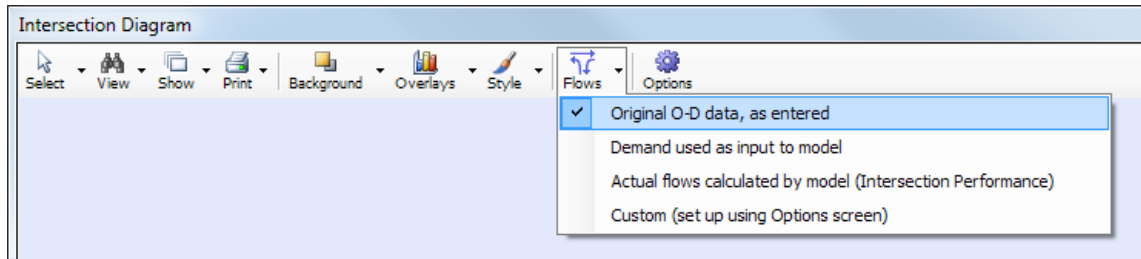 Intersection Diagram
Select View Show Print Background Overlays Style Flows Options
Original O-D data, as entered
Demand used as input to model
Actual flows calculated by model (Intersection Performance)
Custom (set up using Options screen)